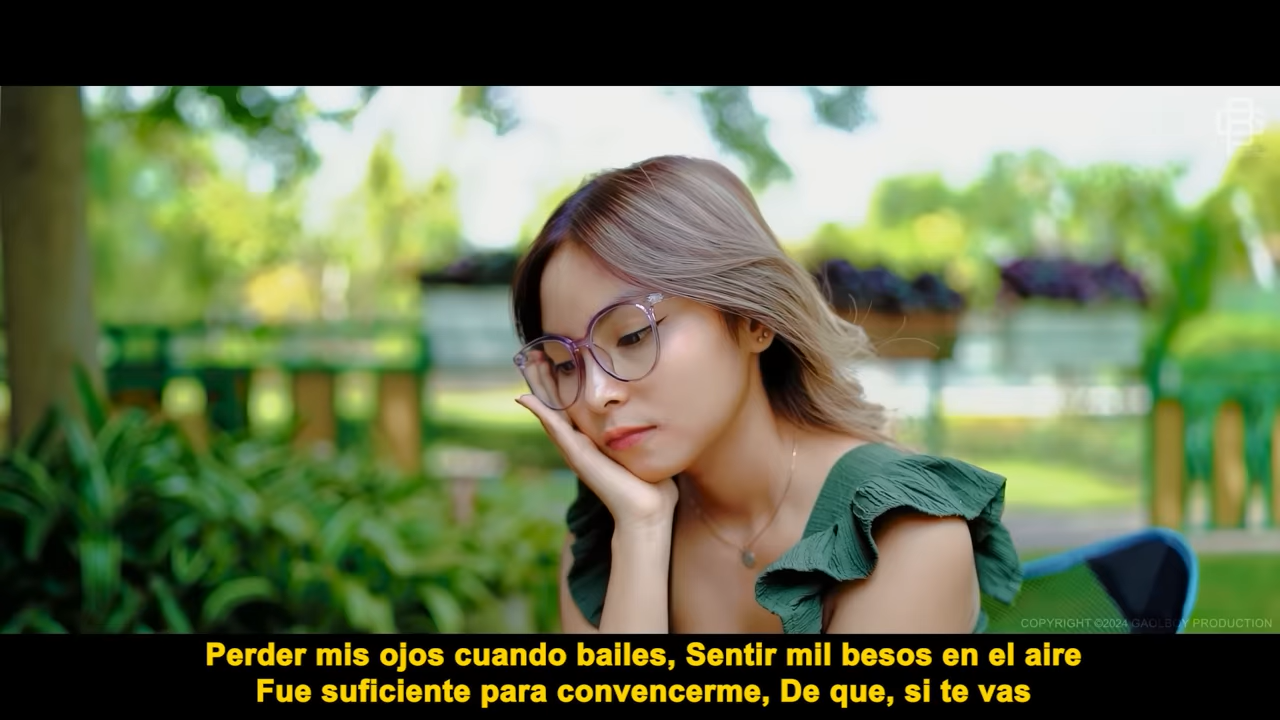 COPYRIGHT ©2024 GAOLBOY PRODUCTION
Perder mis ojos cuando bailes, Sentir mil besos en el aire
Fue suficiente para convencerme, De que, si te vas